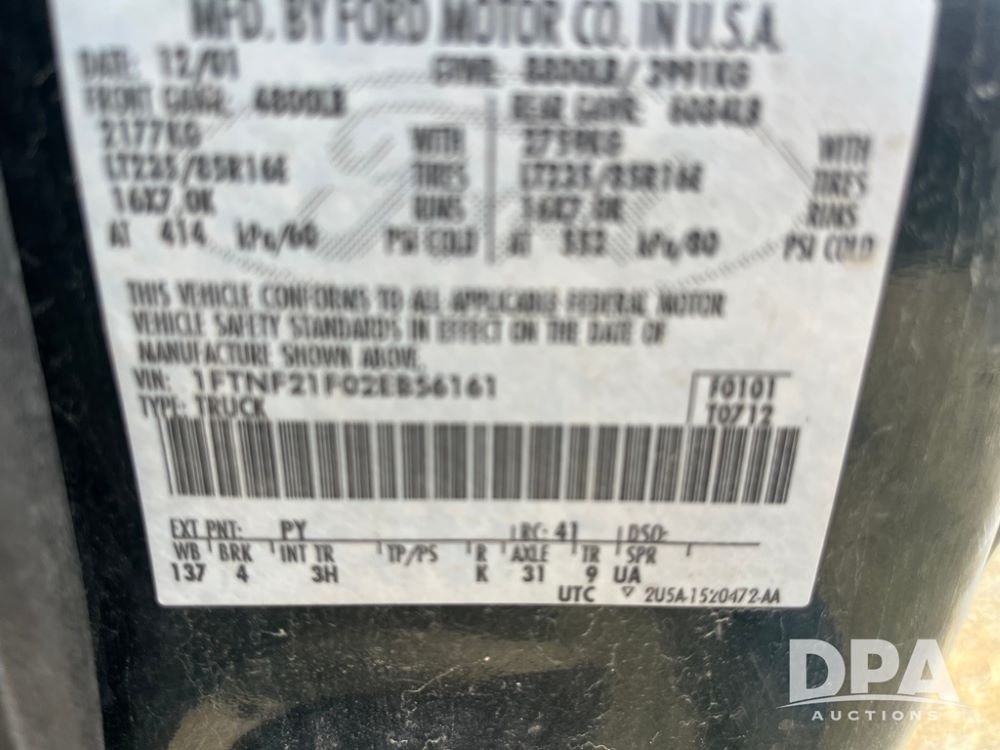 MFD. BY FORD MOTOR CO. IN U.S.A.
DATE: 12/01 GVWR: 8800LB/ 3991KG
FRONT GAWR: 4800LB REAR GAWR: 6084LB
2177KG WITH 2759KG WITH
LT235/85R16E TIRES LT235/85R16E TIRES
16X7.0K RIMS 16X7.0K RIMS
AT 414 kPa/60 PSI COLD AT 552 kPa/80 PSI COLD
THIS VEHICLE CONFORMS TO ALL APPLICABLE FEDERAL MOTOR
VEHICLE SAFETY STANDARDS IN EFFECT ON THE DATE OF
MANUFACTURE SHOWN ABOVE.
VIN: 1FTNF21F02EB56161 F0101
TYPE: TRUCK T0712
EXT PNT: PY RC: 41 DSO:
WB BRK INT TR TP/PS R AXLE TR SPR
137 4 3H K 31 9 UA
UTC ▽ 2U5A-1520472-AA
DPA
AUCTIONS